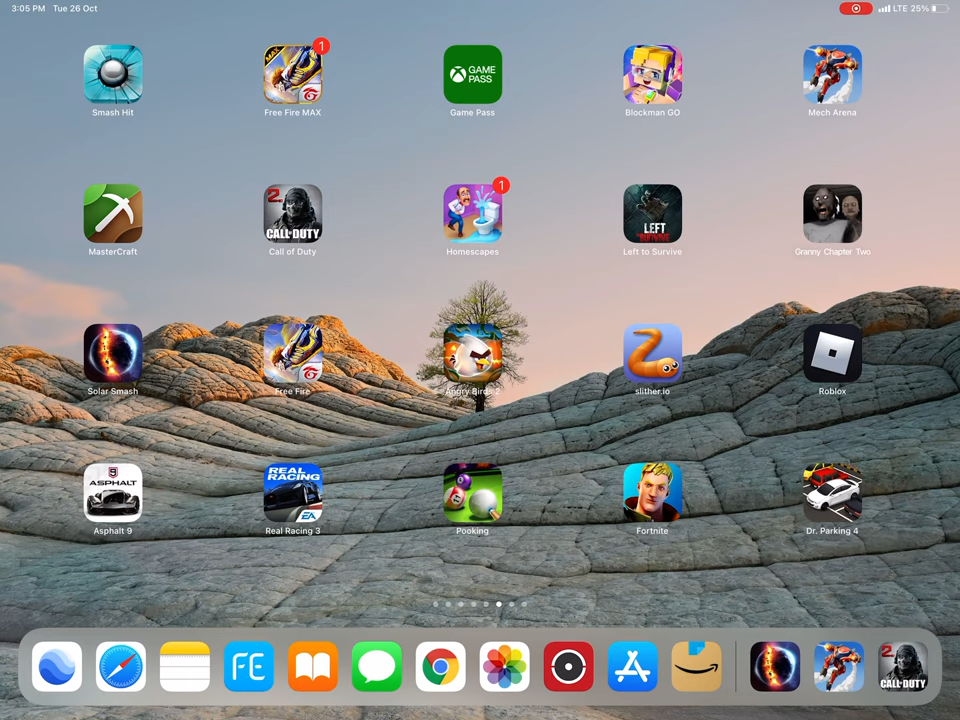 3:05 PM Tue 26 Oct
LTE 25%
MAX
1
GAME
PASS
Smash Hit
Free Fire MAX
Game Pass
Blockman GO
Mech Arena
2
CALL OF DUTY
1
LEFT
SURVIVE
MasterCraft
Call of Duty
Homescapes
Left to Survive
Granny Chapter Two
Solar Smash
Free Fire
Angry Birds 2
slither.io
Roblox
9
ASPHALT
REAL
RACING
EA
Asphalt 9
Real Racing 3
Pooking
Fortnite
Dr. Parking 4
FE
2
CALL OF DUTY